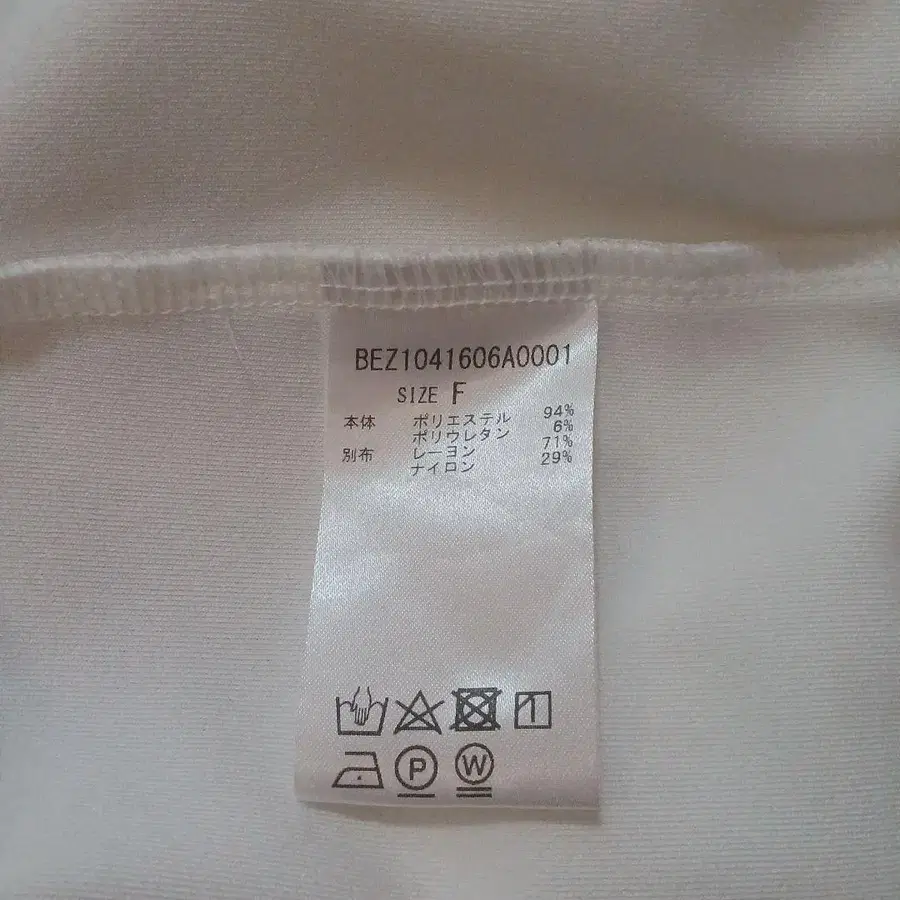 BEZ1041606A0001
SIZE F
本体 ポリエステル 94%
ポリウレタン 6%
別布 レーヨン 71%
ナイロン 29%
P W